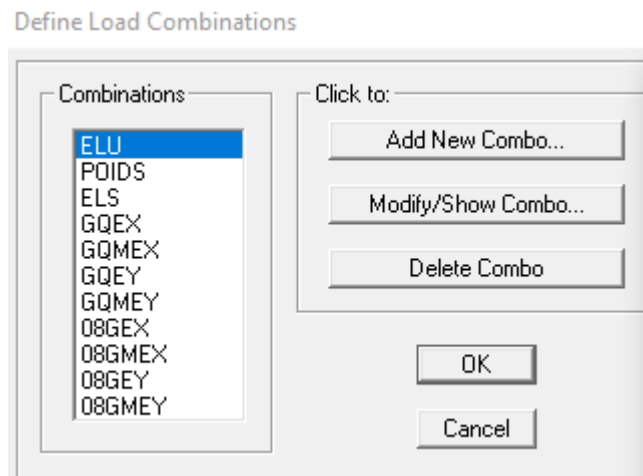 Define Load Combinations
Combinations
ELU
POIDS
ELS
GQEX
GQMEX
GQEY
GQMEY
08GEX
08GMEX
08GEY
08GMEY
Click to:
Add New Combo...
Modify/Show Combo...
Delete Combo
OK
Cancel